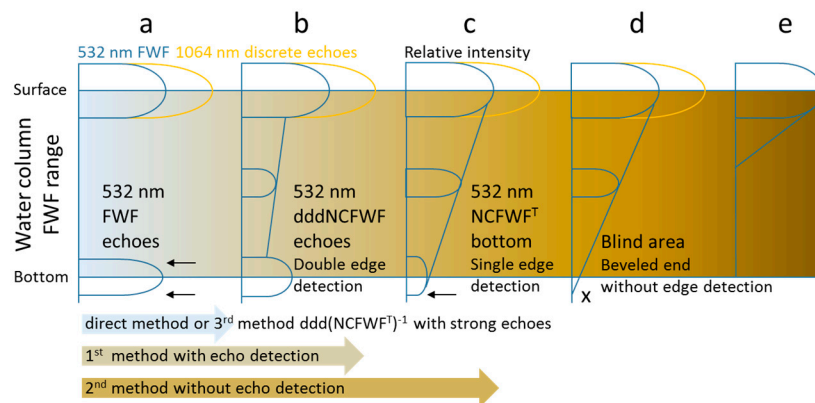 a b c d e
532 nm FWF 1064 nm discrete echoes Relative intensity
Surface
Water column
FWF range
Bottom
532 nm
FWF
echoes
532 nm
dddNCFWF
echoes
Double edge
detection
532 nm
NCFWFᵀ
bottom
Single edge
detection
Blind area
Beveled end
without edge detection
x
direct method or 3ʳᵈ method ddd(NCFWFᵀ)⁻¹ with strong echoes
1ˢᵗ method with echo detection
2ⁿᵈ method without echo detection